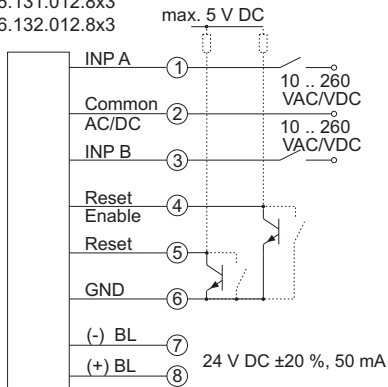 6.131.012.8x3
6.132.012.8x3
max. 5 V DC
INP A
1
10 .. 260
VAC/VDC
Common
AC/DC
2
10 .. 260
VAC/VDC
INP B
3
Reset
Enable
4
Reset
5
GND
6
(-) BL
7
(+) BL
8
24 V DC ±20 %, 50 mA